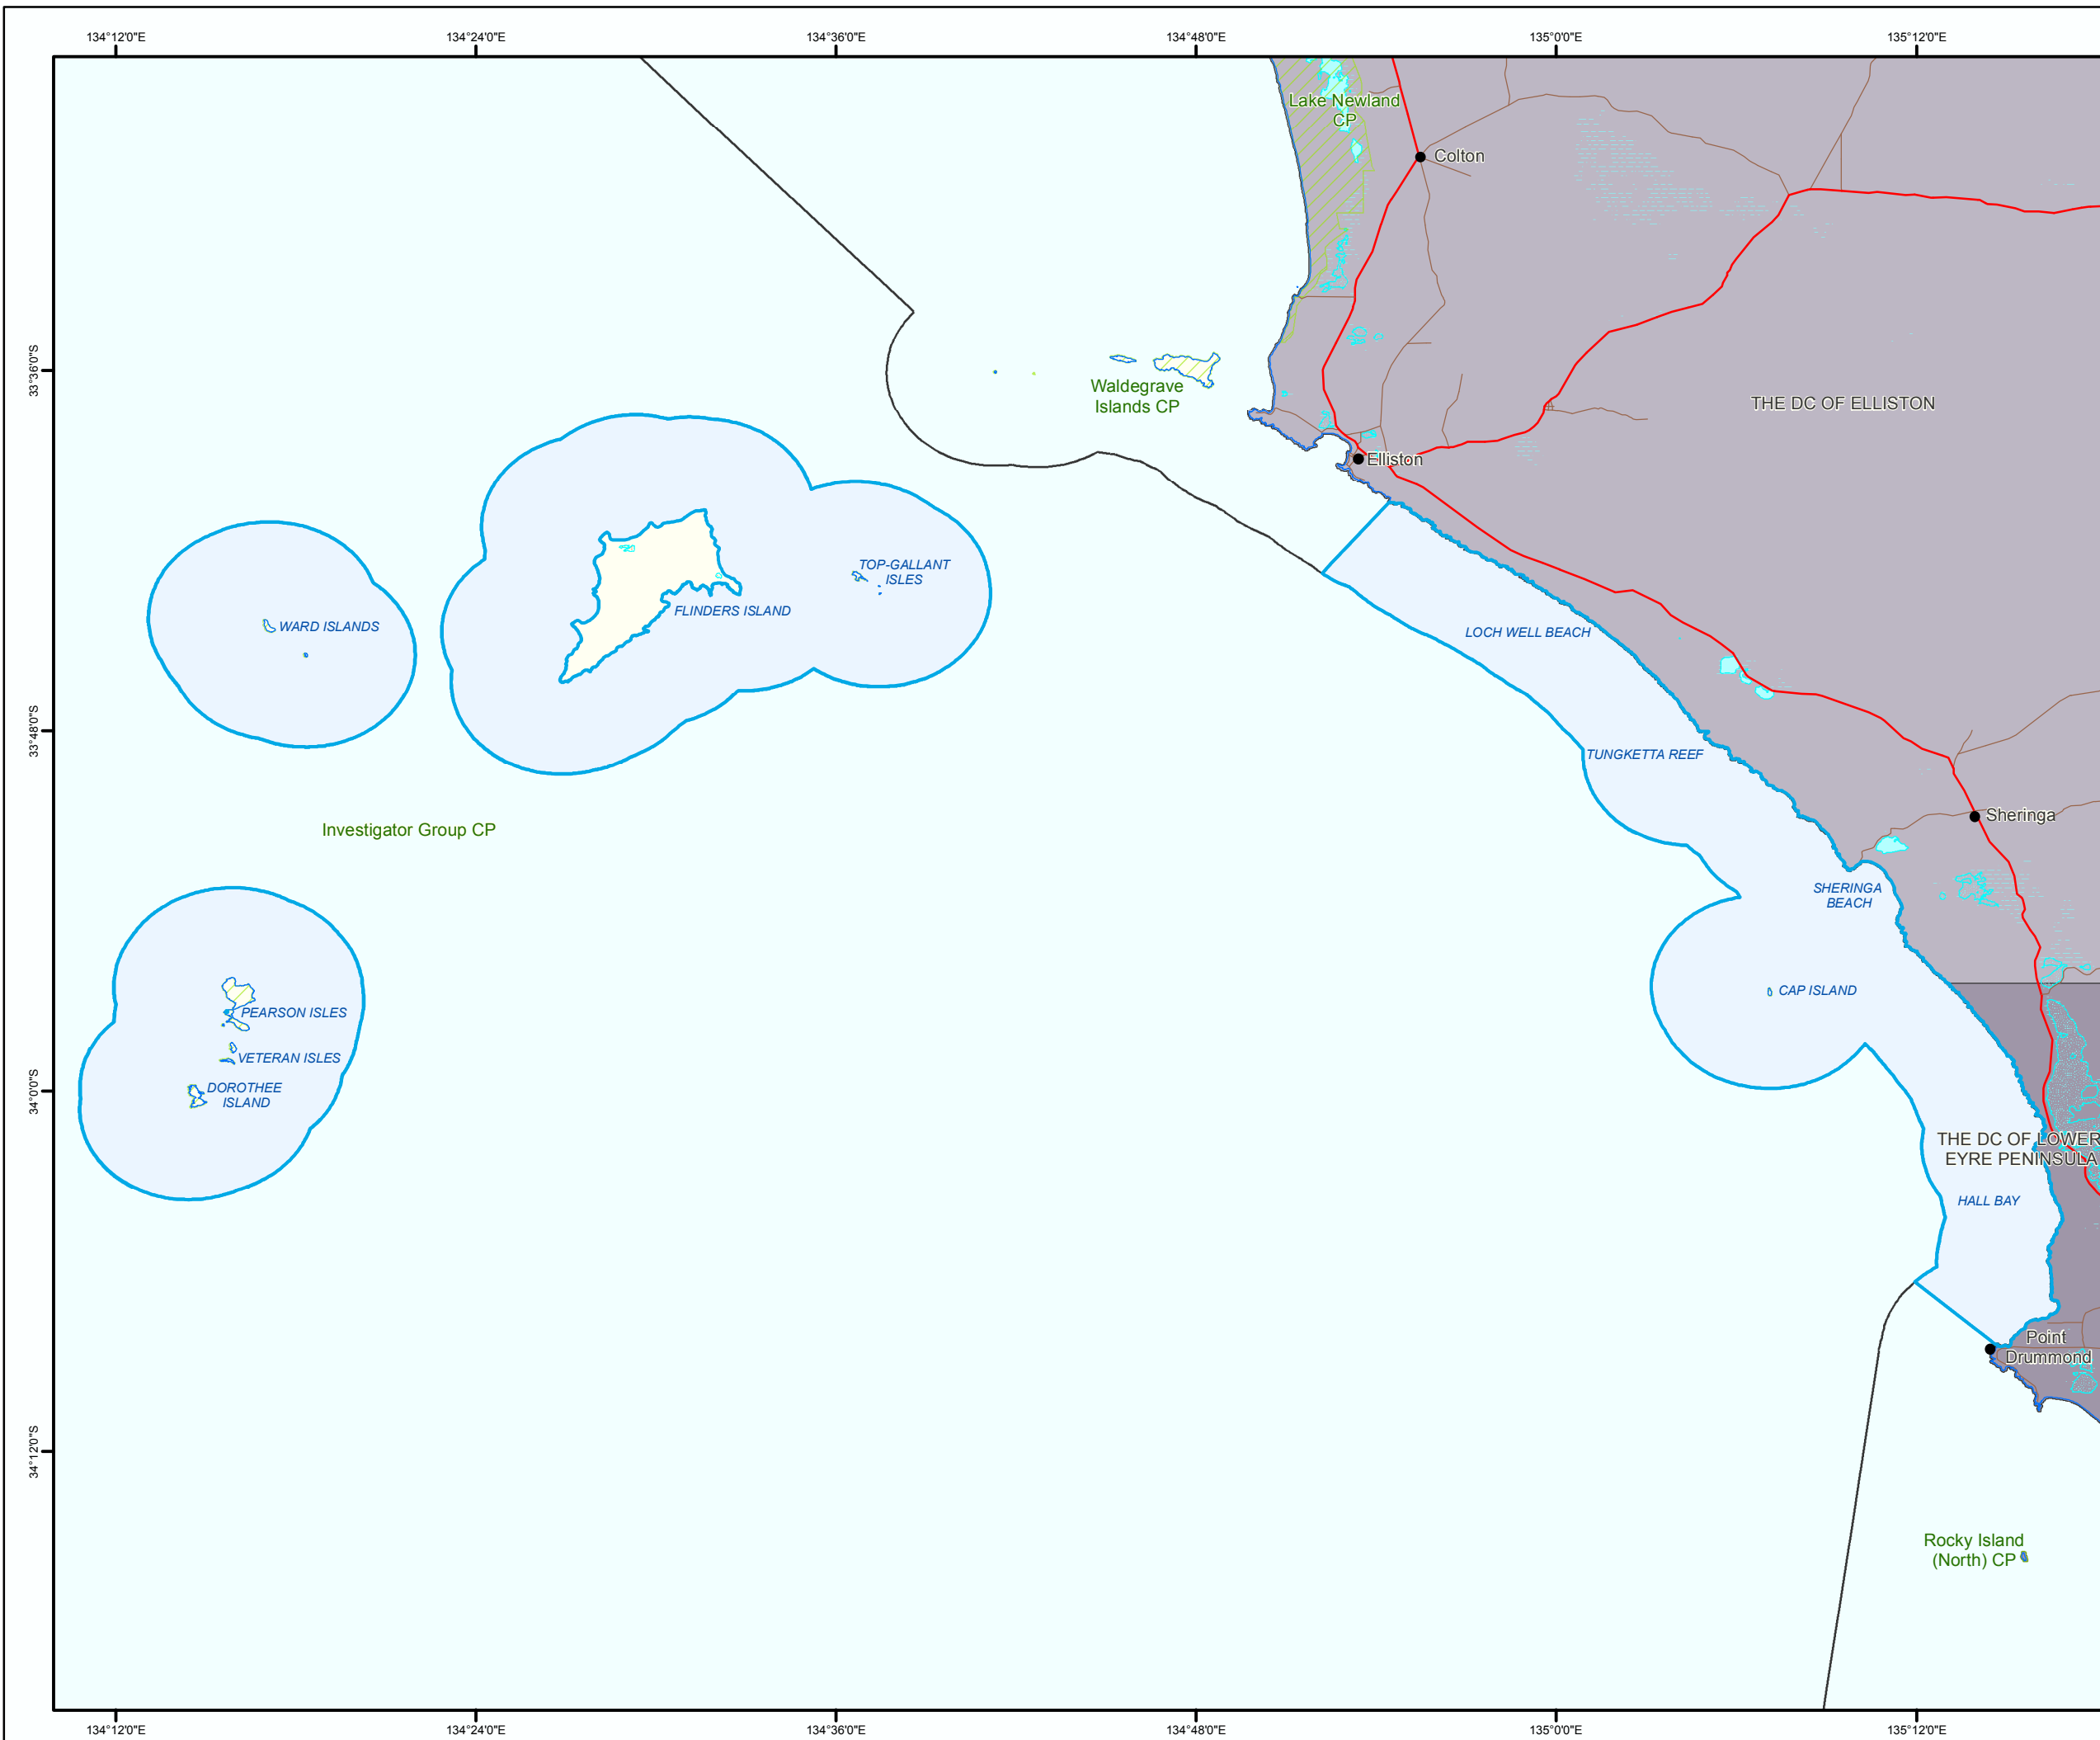 134°12'0"E
134°24'0"E
134°36'0"E
134°48'0"E
135°0'0"E
135°12'0"E
Lake Newland
CP
Colton
33°36'0"S
Waldegrave
Islands CP
THE DC OF ELLISTON
Elliston
TOP-GALLANT
ISLES
FLINDERS ISLAND
WARD ISLANDS
LOCH WELL BEACH
33°48'0"S
TUNGKETTA REEF
Sheringa
Investigator Group CP
SHERINGA
BEACH
CAP ISLAND
PEARSON ISLES
VETERAN ISLES
DOROTHEE
ISLAND
34°0'0"S
THE DC OF LOWER
EYRE PENINSULA
HALL BAY
Point
Drummond
34°12'0"S
Rocky Island
(North) CP
134°12'0"E
134°24'0"E
134°36'0"E
134°48'0"E
135°0'0"E
135°12'0"E